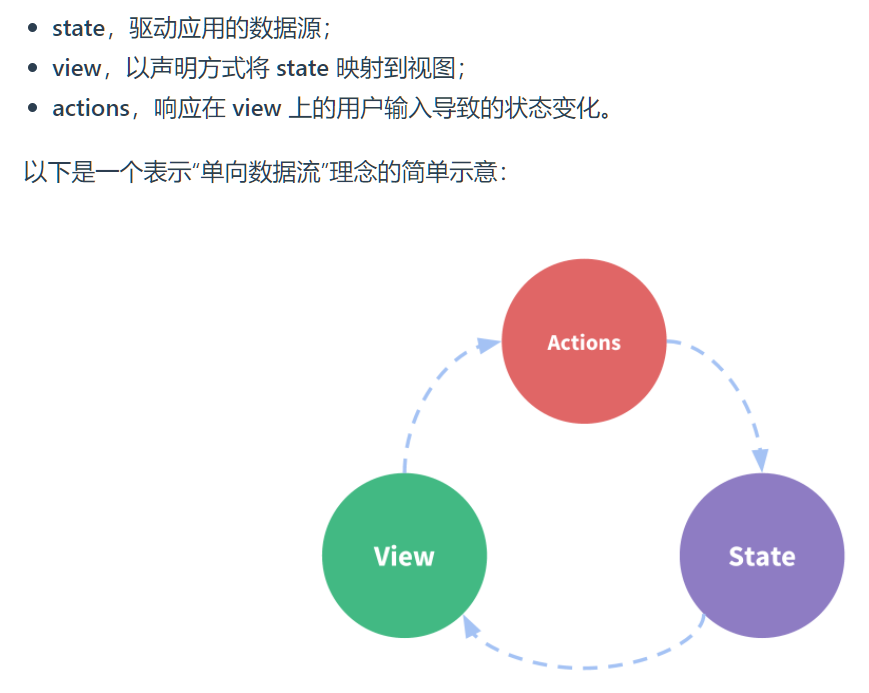 state，驱动应用的数据源；
view，以声明方式将 state 映射到视图；
actions，响应在 view 上的用户输入导致的状态变化。
以下是一个表示“单向数据流”理念的简单示意：
Actions
View
State